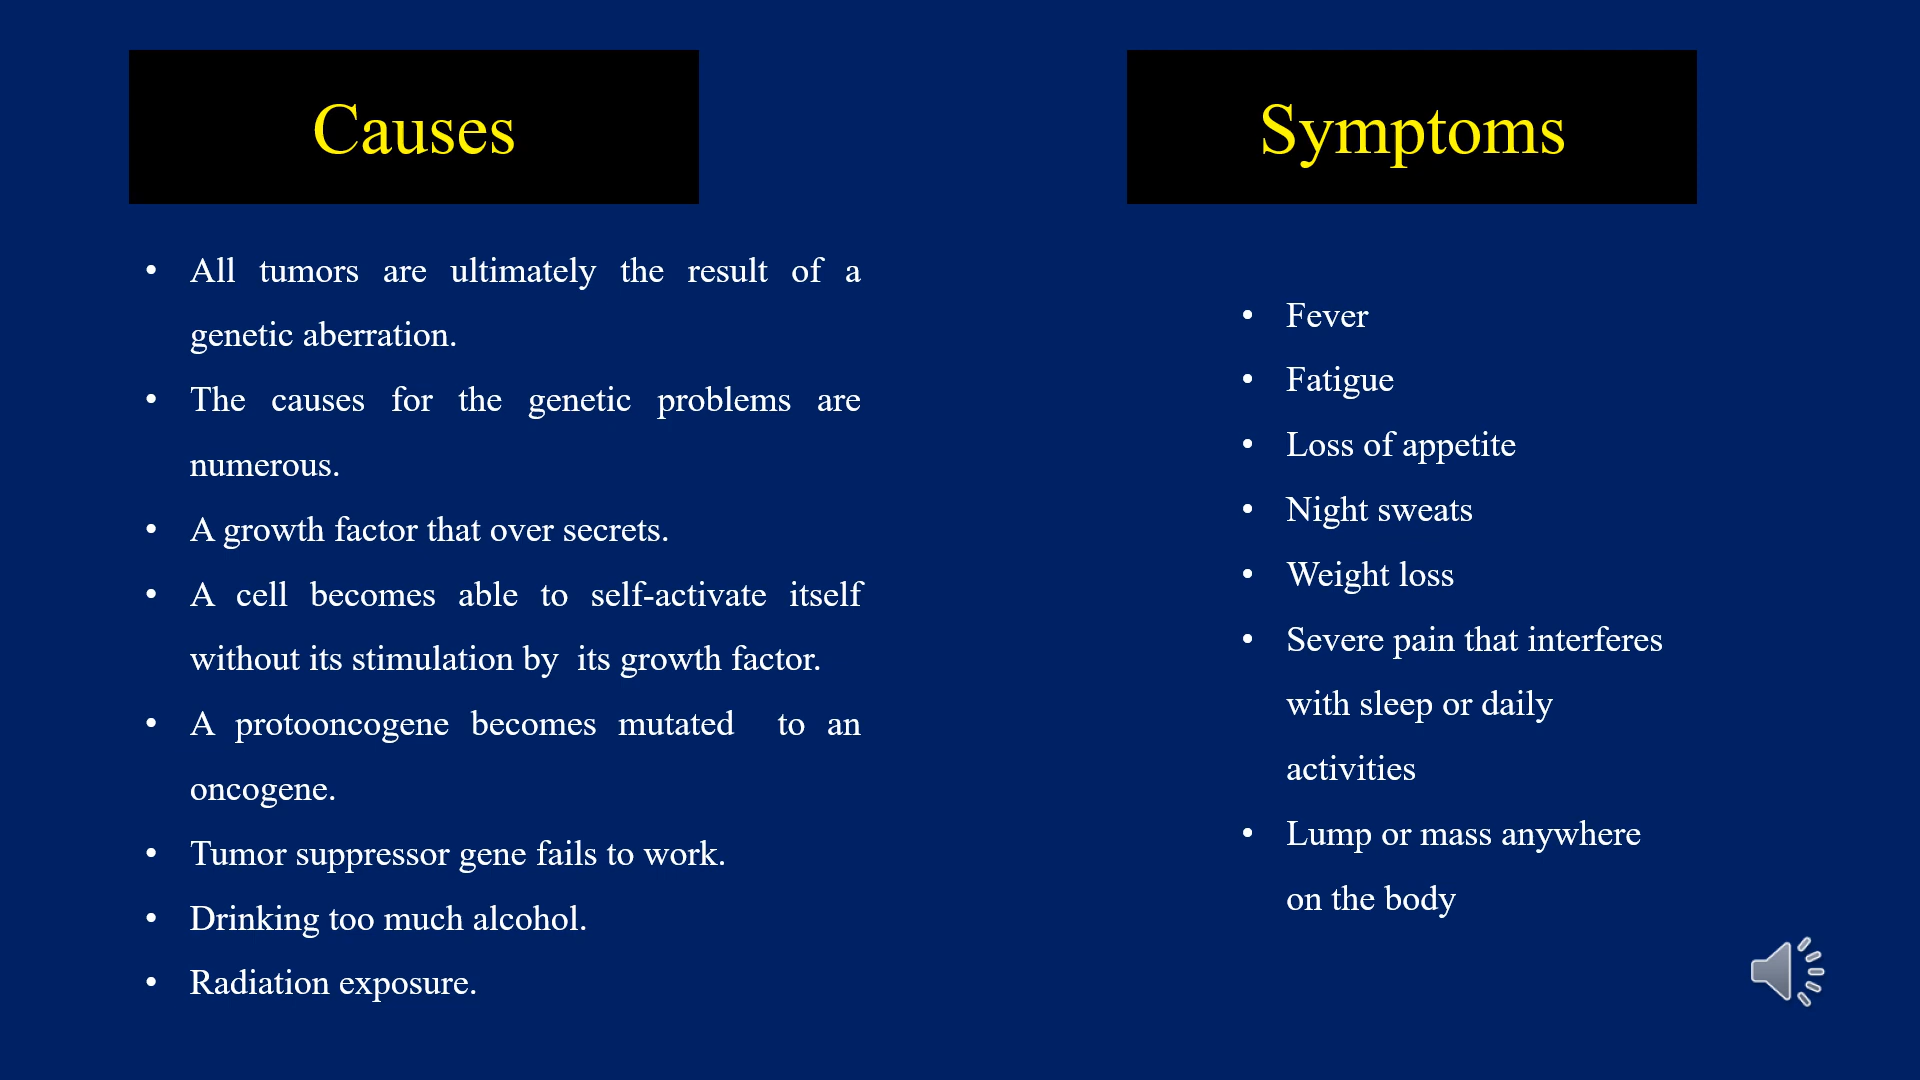 Causes
• All tumors are ultimately the result of a
genetic aberration.
• The causes for the genetic problems are
numerous.
• A growth factor that over secrets.
• A cell becomes able to self-activate itself
without its stimulation by  its growth factor.
• A protooncogene becomes mutated  to an
oncogene.
• Tumor suppressor gene fails to work.
• Drinking too much alcohol.
• Radiation exposure.
Symptoms
• Fever
• Fatigue
• Loss of appetite
• Night sweats
• Weight loss
• Severe pain that interferes
with sleep or daily
activities
• Lump or mass anywhere
on the body